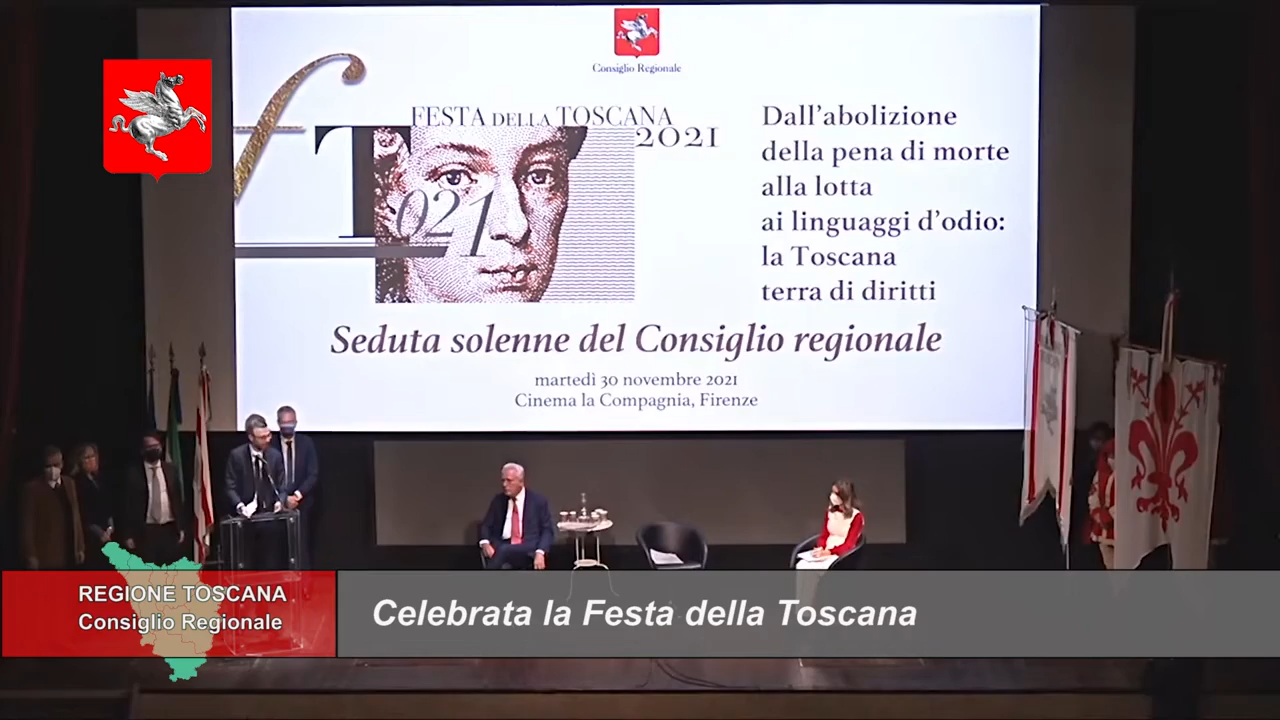 Consiglio Regionale
FESTA DELLA TOSCANA
2021
021
Dall'abolizione
della pena di morte
alla lotta
ai linguaggi d'odio:
la Toscana
terra di diritti
Seduta solenne del Consiglio regionale
martedì 30 novembre 2021
Cinema la Compagnia, Firenze
REGIONE TOSCANA
Consiglio Regionale
Celebrata la Festa della Toscana